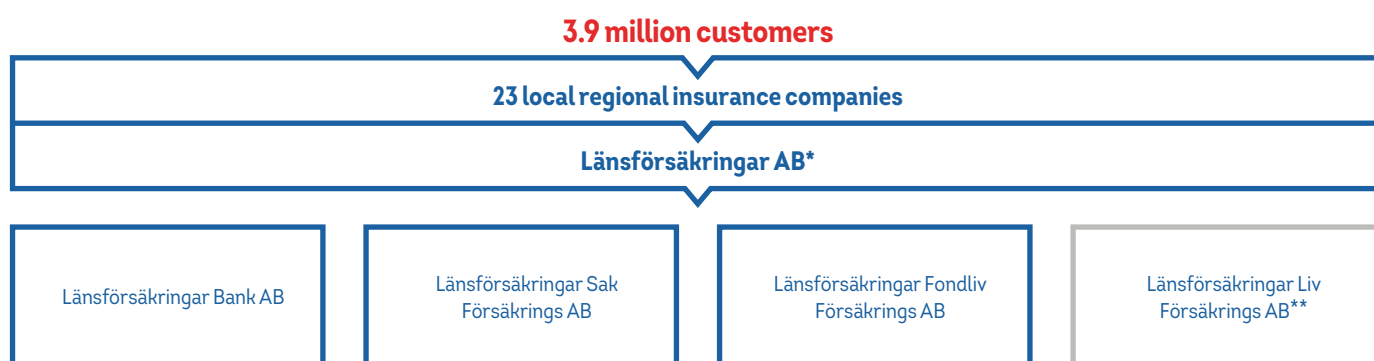 3.9 million customers
23 local regional insurance companies
Länsförsäkringar AB*
Länsförsäkringar Bank AB
Länsförsäkringar Sak
Försäkrings AB
Länsförsäkringar Fondliv
Försäkrings AB
Länsförsäkringar Liv
Försäkrings AB**